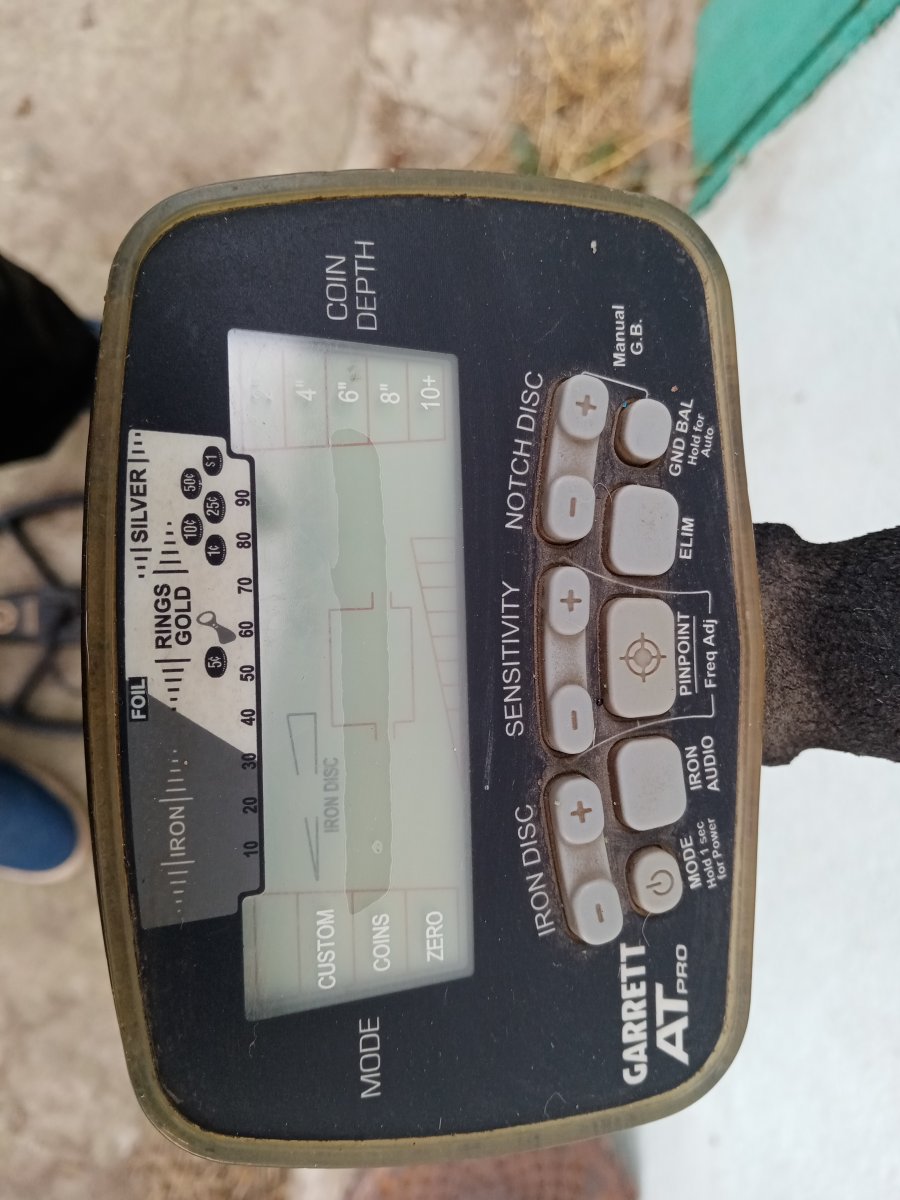 FOIL
IRON
RINGS
GOLD
SILVER
5¢
1¢
10¢
25¢
50¢
$1
10 20 30 40 50 60 70 80 90
MODE
CUSTOM
COINS
ZERO
IRON DISC
4"
6"
8"
10+
COIN
DEPTH
IRON DISC
SENSITIVITY
NOTCH DISC
- +
- +
- +
GARRETT
AT PRO
MODE
Hold 1 sec
for Power
IRON
AUDIO
PINPOINT
Freq Adj
ELIM
GND BAL
Hold for
Auto
Manual
G.B.